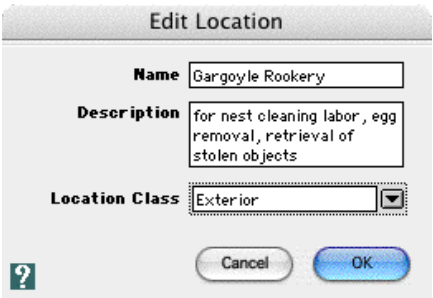 Edit Location
Name Gargoyle Rookery
Description for nest cleaning labor, egg
removal, retrieval of
stolen objects
Location Class Exterior
? Cancel OK